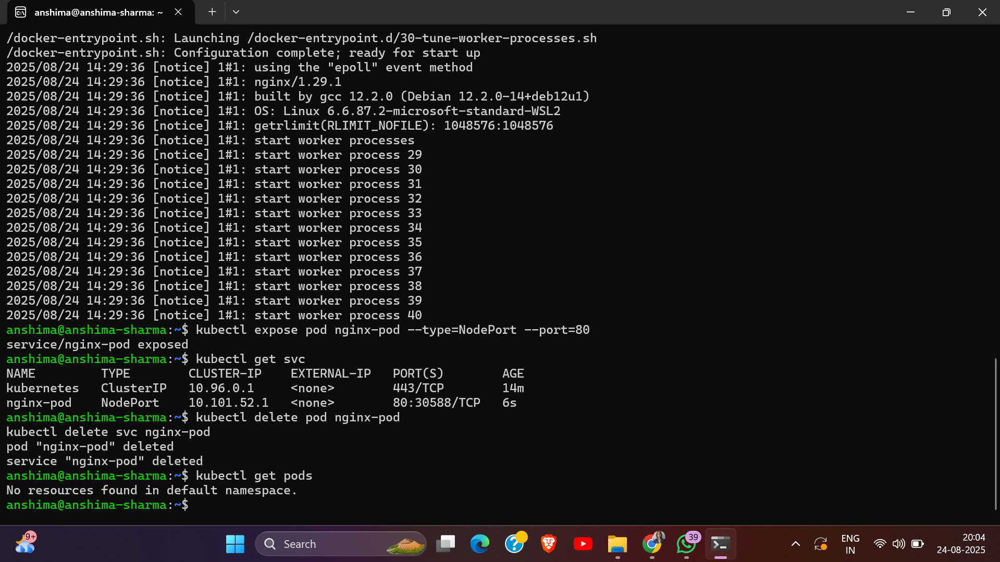 anshima@anshima-sharma: ~
/docker-entrypoint.sh: Launching /docker-entrypoint.d/30-tune-worker-processes.sh
/docker-entrypoint.sh: Configuration complete; ready for start up
2025/08/24 14:29:36 [notice] 1#1: using the "epoll" event method
2025/08/24 14:29:36 [notice] 1#1: nginx/1.29.1
2025/08/24 14:29:36 [notice] 1#1: built by gcc 12.2.0 (Debian 12.2.0-14+deb12u1)
2025/08/24 14:29:36 [notice] 1#1: OS: Linux 6.6.87.2-microsoft-standard-WSL2
2025/08/24 14:29:36 [notice] 1#1: getrlimit(RLIMIT_NOFILE): 1048576:1048576
2025/08/24 14:29:36 [notice] 1#1: start worker processes
2025/08/24 14:29:36 [notice] 1#1: start worker process 29
2025/08/24 14:29:36 [notice] 1#1: start worker process 30
2025/08/24 14:29:36 [notice] 1#1: start worker process 31
2025/08/24 14:29:36 [notice] 1#1: start worker process 32
2025/08/24 14:29:36 [notice] 1#1: start worker process 33
2025/08/24 14:29:36 [notice] 1#1: start worker process 34
2025/08/24 14:29:36 [notice] 1#1: start worker process 35
2025/08/24 14:29:36 [notice] 1#1: start worker process 36
2025/08/24 14:29:36 [notice] 1#1: start worker process 37
2025/08/24 14:29:36 [notice] 1#1: start worker process 38
2025/08/24 14:29:36 [notice] 1#1: start worker process 39
2025/08/24 14:29:36 [notice] 1#1: start worker process 40
anshima@anshima-sharma:~$ kubectl expose pod nginx-pod --type=NodePort --port=80
service/nginx-pod exposed
anshima@anshima-sharma:~$ kubectl get svc
NAME         TYPE        CLUSTER-IP    EXTERNAL-IP   PORT(S)        AGE
kubernetes   ClusterIP   10.96.0.1     <none>        443/TCP        14m
nginx-pod    NodePort    10.101.52.1   <none>        80:30588/TCP   6s
anshima@anshima-sharma:~$ kubectl delete pod nginx-pod
kubectl delete svc nginx-pod
pod "nginx-pod" deleted
service "nginx-pod" deleted
anshima@anshima-sharma:~$ kubectl get pods
No resources found in default namespace.
anshima@anshima-sharma:~$
9+
Search
39
ENG
IN
20:04
24-08-2025